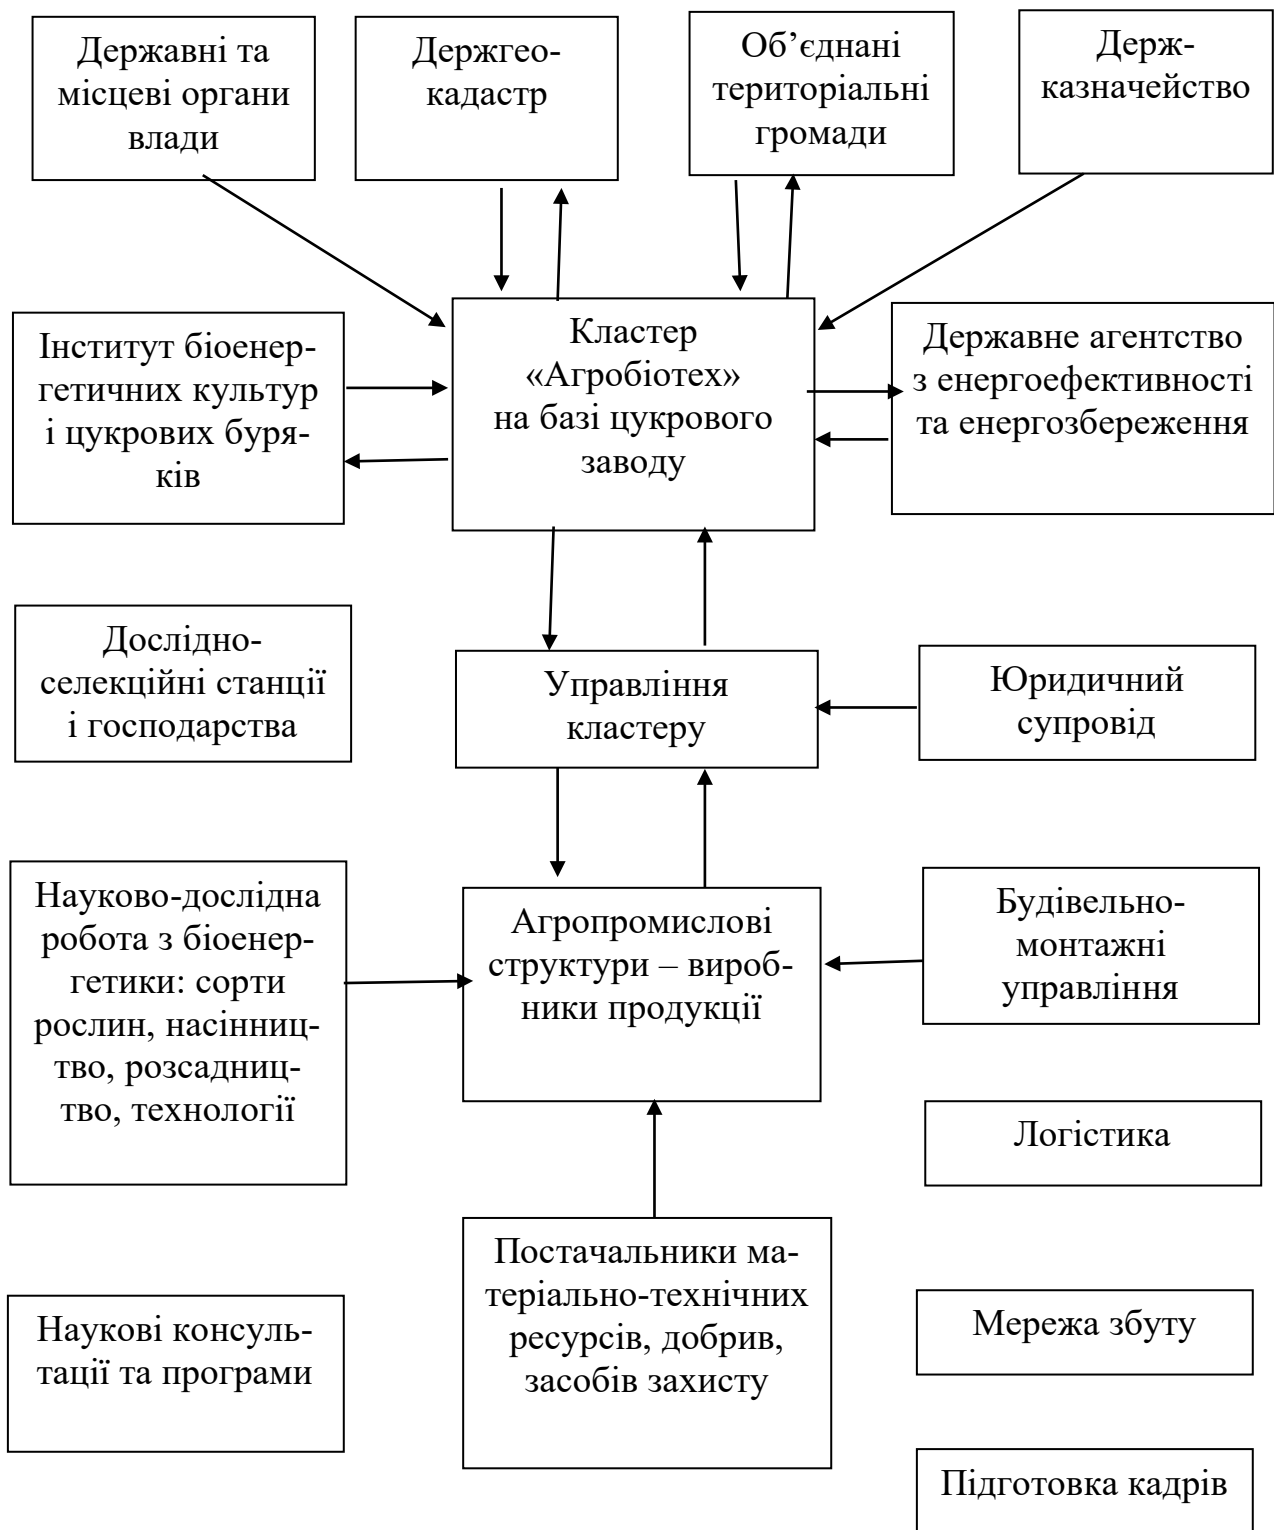 Державні та
місцеві органи
влади
Держгео-
кадастр
Об’єднані
територіальні
громади
Держ-
казначейство
Інститут біоенер-
гетичних культур
і цукрових буря-
ків
Кластер
«Агробіотех»
на базі цукрового
заводу
Державне агентство
з енергоефективності
та енергозбереження
Дослідно-
селекційні станції
і господарства
Управління
кластеру
Юридичний
супровід
Науково-дослідна
робота з біоенер-
гетики: сорти
рослин, насінниц-
тво, розсадниц-
тво, технології
Агропромислові
структури – вироб-
ники продукції
Будівельно-
монтажні
управління
Логістика
Наукові консуль-
тації та програми
Постачальники ма-
теріально-технічних
ресурсів, добрив,
засобів захисту
Мережа збуту
Підготовка кадрів